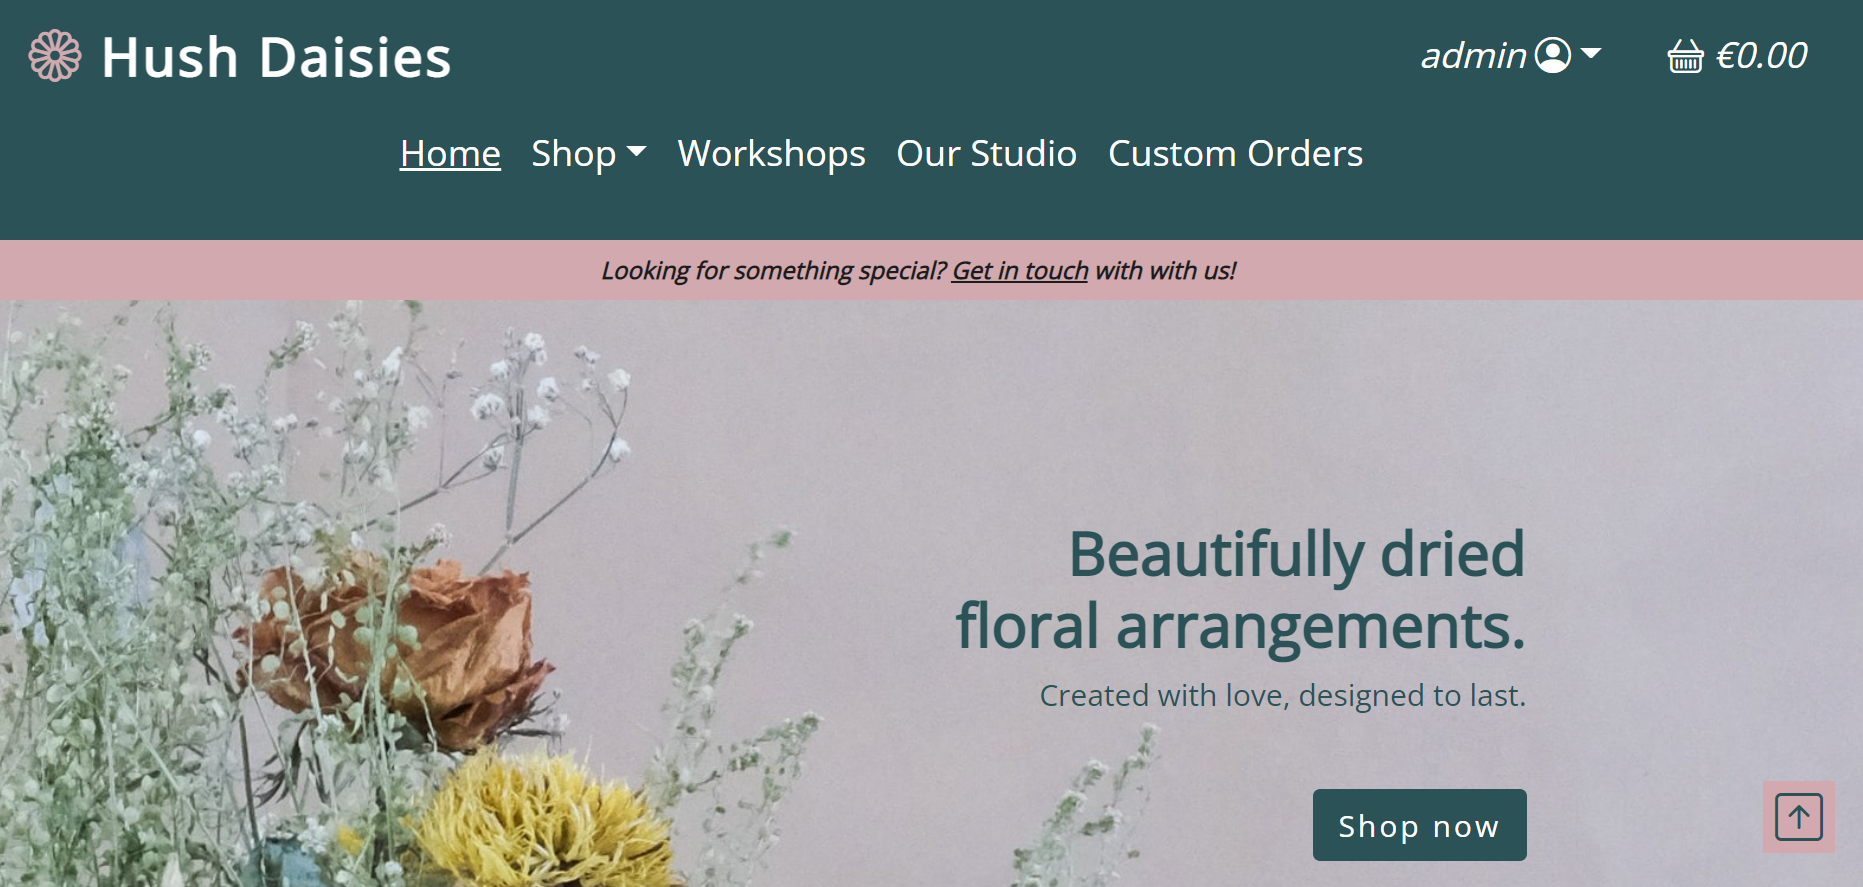 Hush Daisies
admin
€0.00
Home Shop Workshops Our Studio Custom Orders
Looking for something special? Get in touch with with us!
Beautifully dried
floral arrangements.
Created with love, designed to last.
Shop now